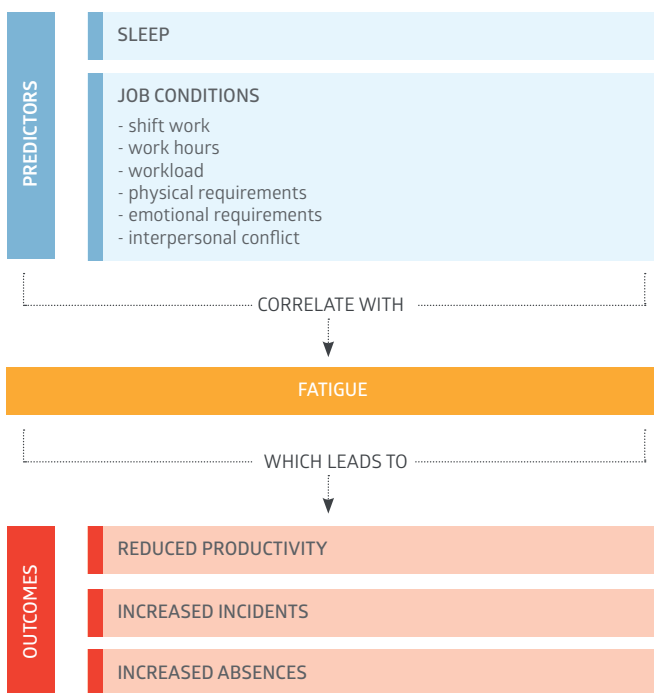 PREDICTORS
SLEEP
JOB CONDITIONS
- shift work
- work hours
- workload
- physical requirements
- emotional requirements
- interpersonal conflict
CORRELATE WITH
FATIGUE
WHICH LEADS TO
OUTCOMES
REDUCED PRODUCTIVITY
INCREASED INCIDENTS
INCREASED ABSENCES